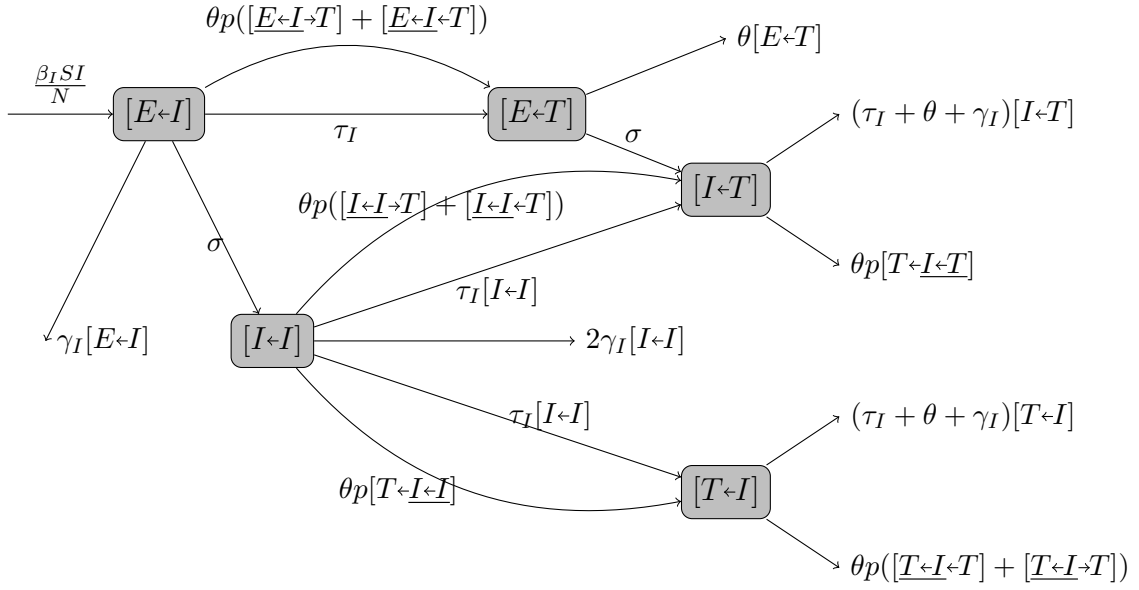 θp([E←I→T] + [E←I←T])
θ[E←T]
β_I SI / N
[E←I]
[E←T]
(τ_I + θ + γ_I)[I←T]
τ_I
σ
[I←T]
θp([I←I→T] + [I←I←T])
σ
θp[T←I←T]
τ_I[I←I]
γ_I[E←I]
[I←I]
2γ_I[I←I]
τ_I[I←I]
(τ_I + θ + γ_I)[T←I]
θp[T←I←I]
[T←I]
θp([T←I←T] + [T←I→T])